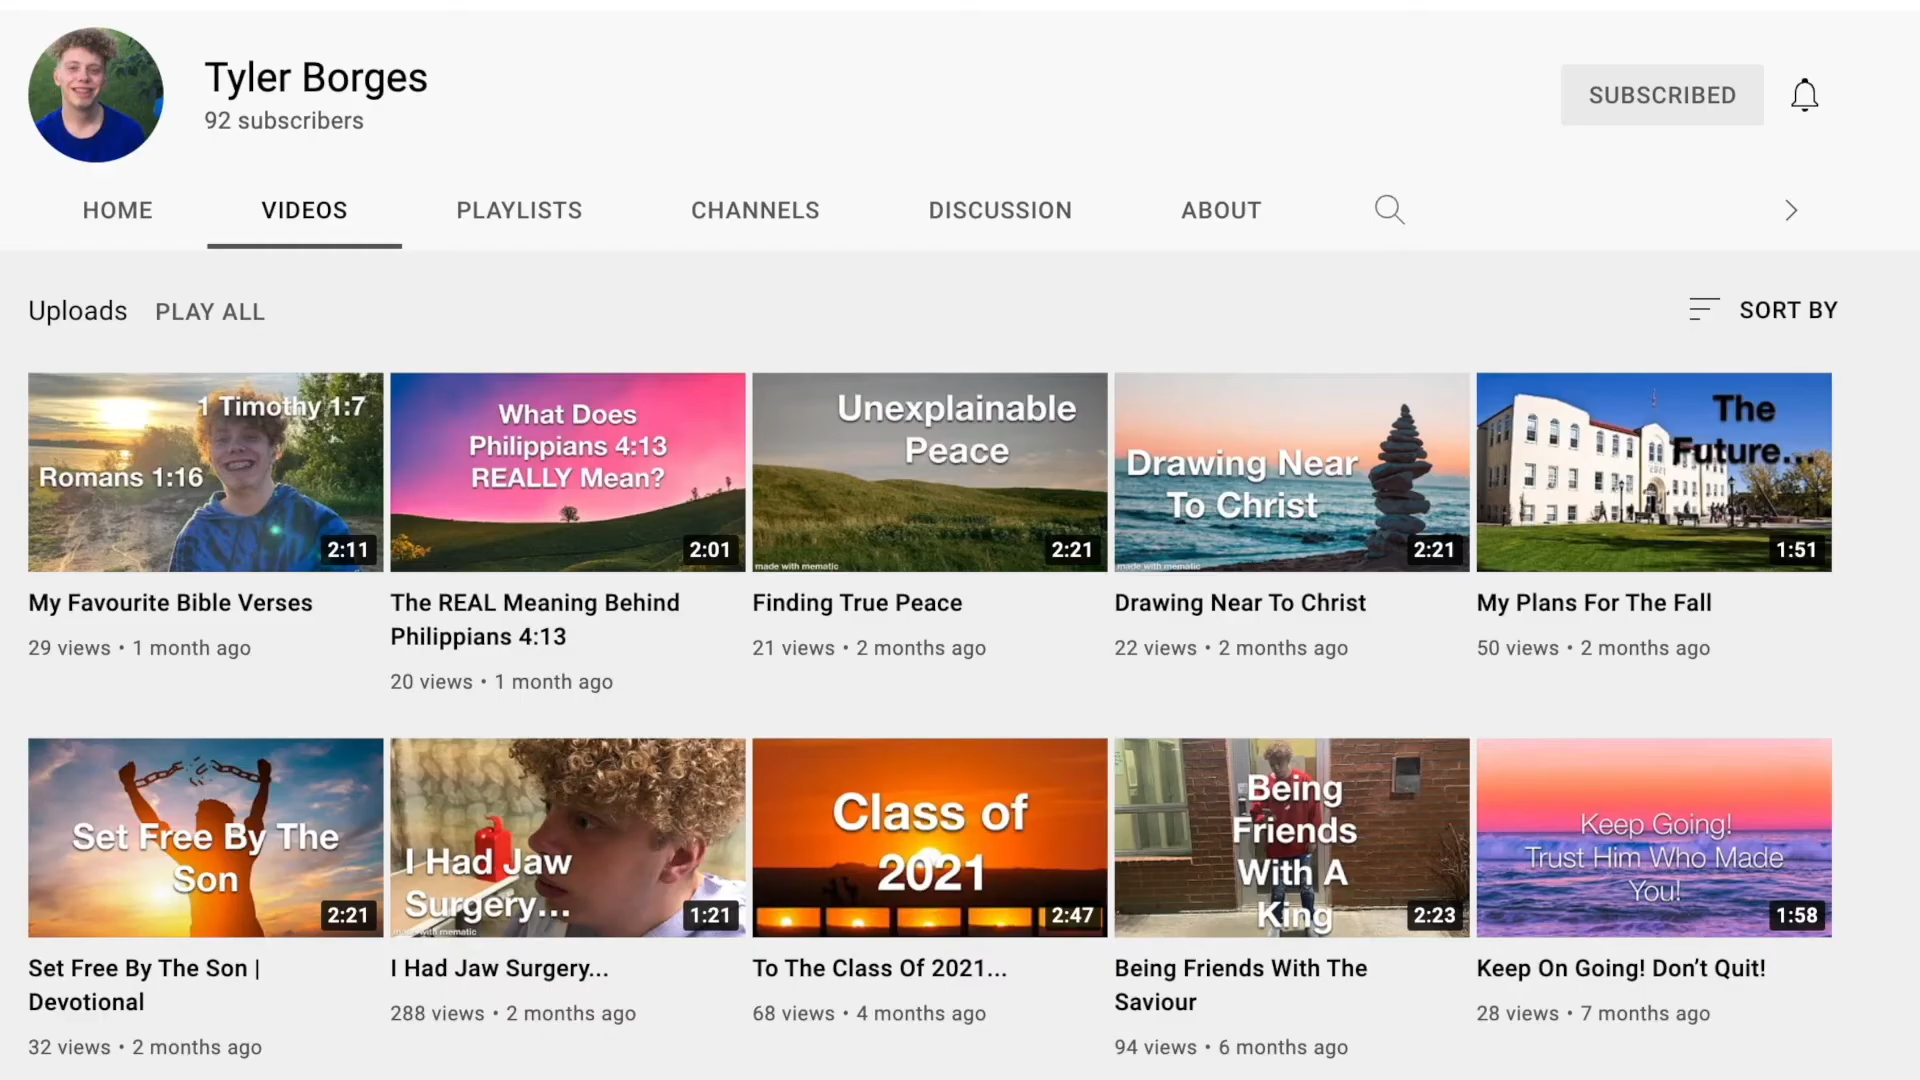 Tyler Borges
92 subscribers
SUBSCRIBED
HOME
VIDEOS
PLAYLISTS
CHANNELS
DISCUSSION
ABOUT
Uploads
PLAY ALL
SORT BY
1 Timothy 1:7
Romans 1:16
2:11
What Does
Philippians 4:13
REALLY Mean?
2:01
Unexplainable
Peace
made with mematic
2:21
Drawing Near
To Christ
made with mematic
2:21
The
Future...
1:51
My Favourite Bible Verses
29 views • 1 month ago
The REAL Meaning Behind
Philippians 4:13
20 views • 1 month ago
Finding True Peace
21 views • 2 months ago
Drawing Near To Christ
22 views • 2 months ago
My Plans For The Fall
50 views • 2 months ago
Set Free By The
Son
2:21
I Had Jaw
Surgery...
made with mematic
1:21
Class of
2021
2:47
Being
Friends
With A
King
2:23
Keep Going!
Trust Him Who Made
You!
1:58
Set Free By The Son |
Devotional
32 views • 2 months ago
I Had Jaw Surgery...
288 views • 2 months ago
To The Class Of 2021...
68 views • 4 months ago
Being Friends With The
Saviour
94 views • 6 months ago
Keep On Going! Don’t Quit!
28 views • 7 months ago